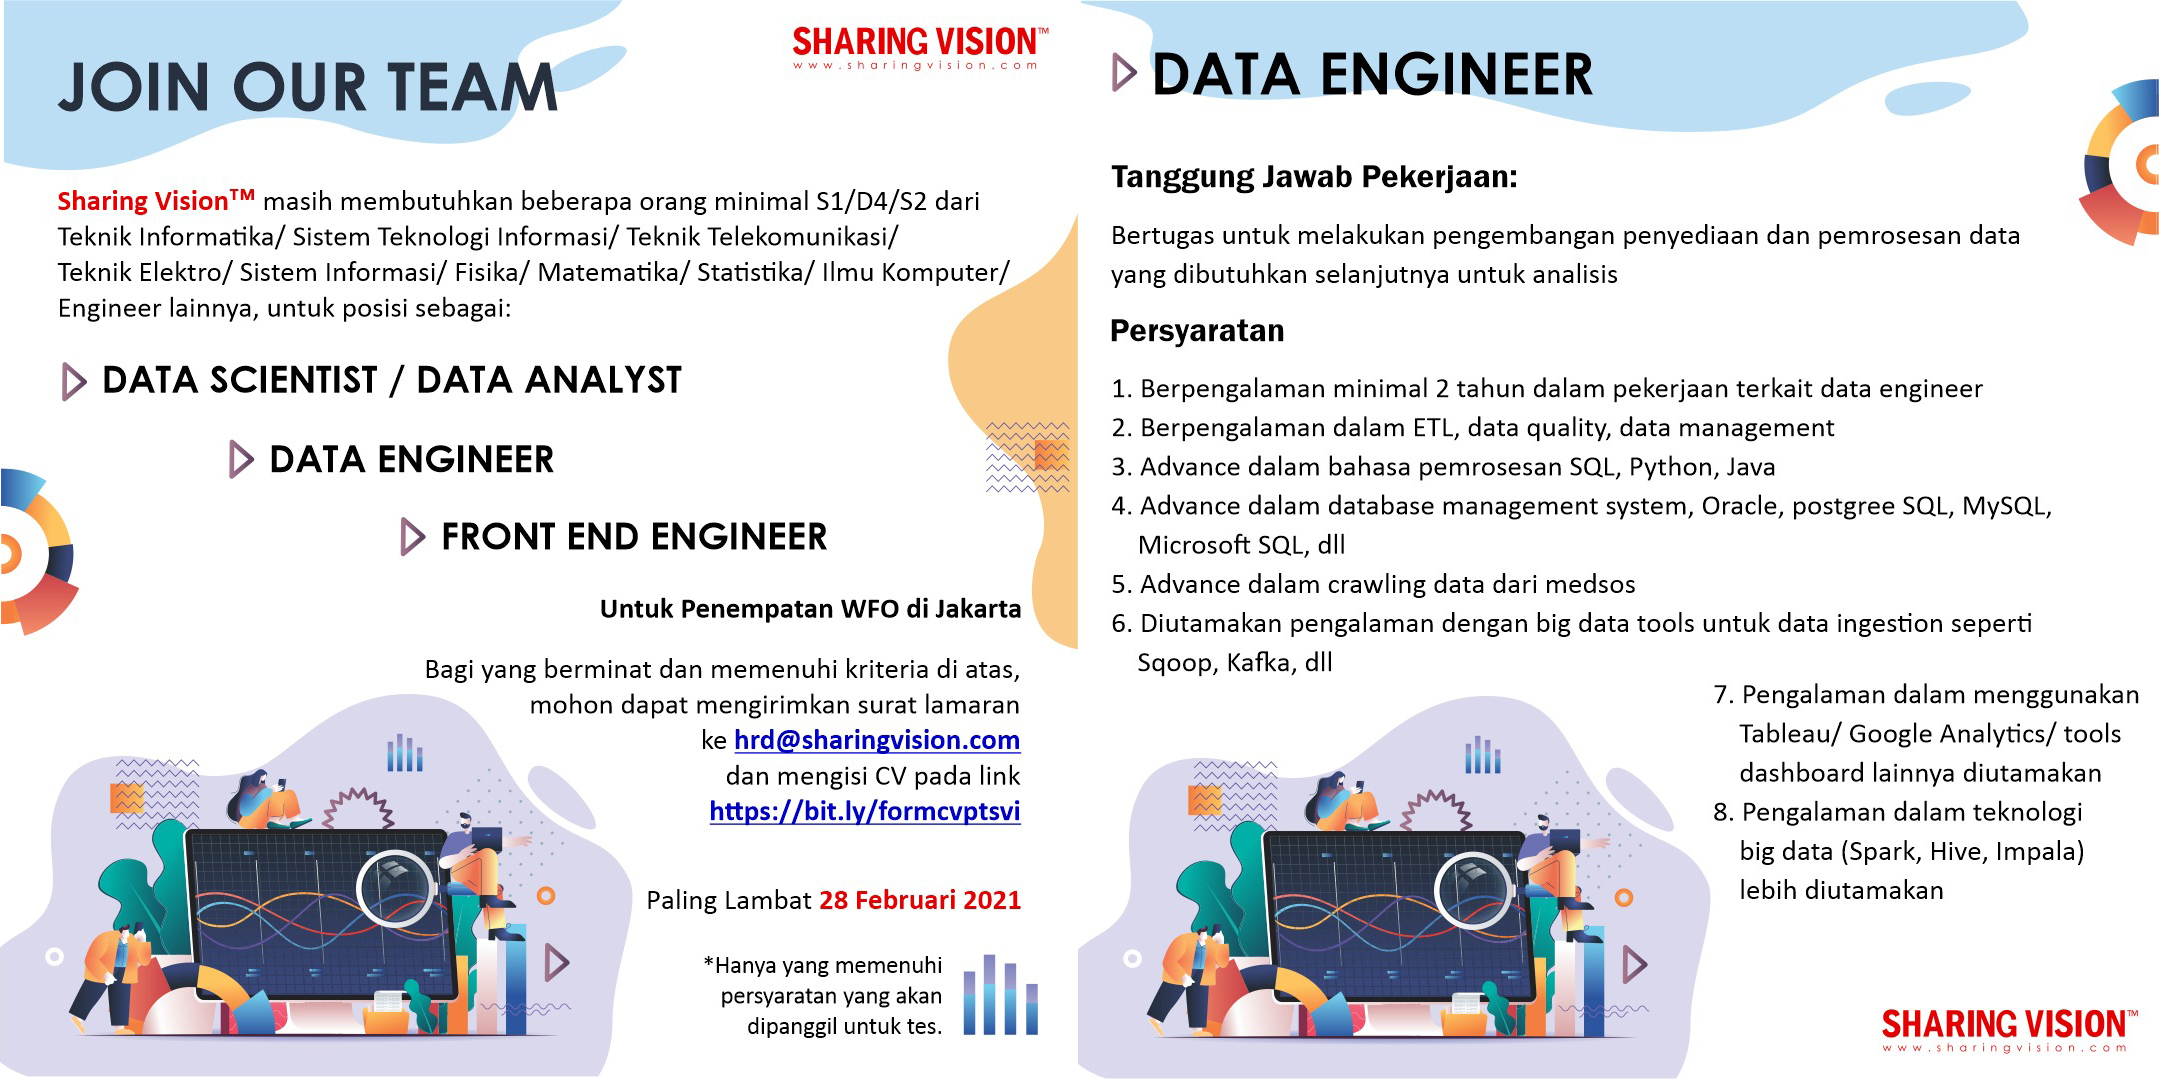 JOIN OUR TEAM
SHARING VISION™
www.sharingvision.com
Sharing Vision™ masih membutuhkan beberapa orang minimal S1/D4/S2 dari
Teknik Informatika/ Sistem Teknologi Informasi/ Teknik Telekomunikasi/
Teknik Elektro/ Sistem Informasi/ Fisika/ Matematika/ Statistika/ Ilmu Komputer/
Engineer lainnya, untuk posisi sebagai:
DATA SCIENTIST / DATA ANALYST
DATA ENGINEER
FRONT END ENGINEER
Untuk Penempatan WFO di Jakarta
Bagi yang berminat dan memenuhi kriteria di atas,
mohon dapat mengirimkan surat lamaran
ke hrd@sharingvision.com
dan mengisi CV pada link
https://bit.ly/formcvptsvi
Paling Lambat 28 Februari 2021
*Hanya yang memenuhi
persyaratan yang akan
dipanggil untuk tes.
DATA ENGINEER
Tanggung Jawab Pekerjaan:
Bertugas untuk melakukan pengembangan penyediaan dan pemrosesan data
yang dibutuhkan selanjutnya untuk analisis
Persyaratan
1. Berpengalaman minimal 2 tahun dalam pekerjaan terkait data engineer
2. Berpengalaman dalam ETL, data quality, data management
3. Advance dalam bahasa pemrosesan SQL, Python, Java
4. Advance dalam database management system, Oracle, postgree SQL, MySQL,
Microsoft SQL, dll
5. Advance dalam crawling data dari medsos
6. Diutamakan pengalaman dengan big data tools untuk data ingestion seperti
Sqoop, Kafka, dll
7. Pengalaman dalam menggunakan
Tableau/ Google Analytics/ tools
dashboard lainnya diutamakan
8. Pengalaman dalam teknologi
big data (Spark, Hive, Impala)
lebih diutamakan
SHARING VISION™
www.sharingvision.com